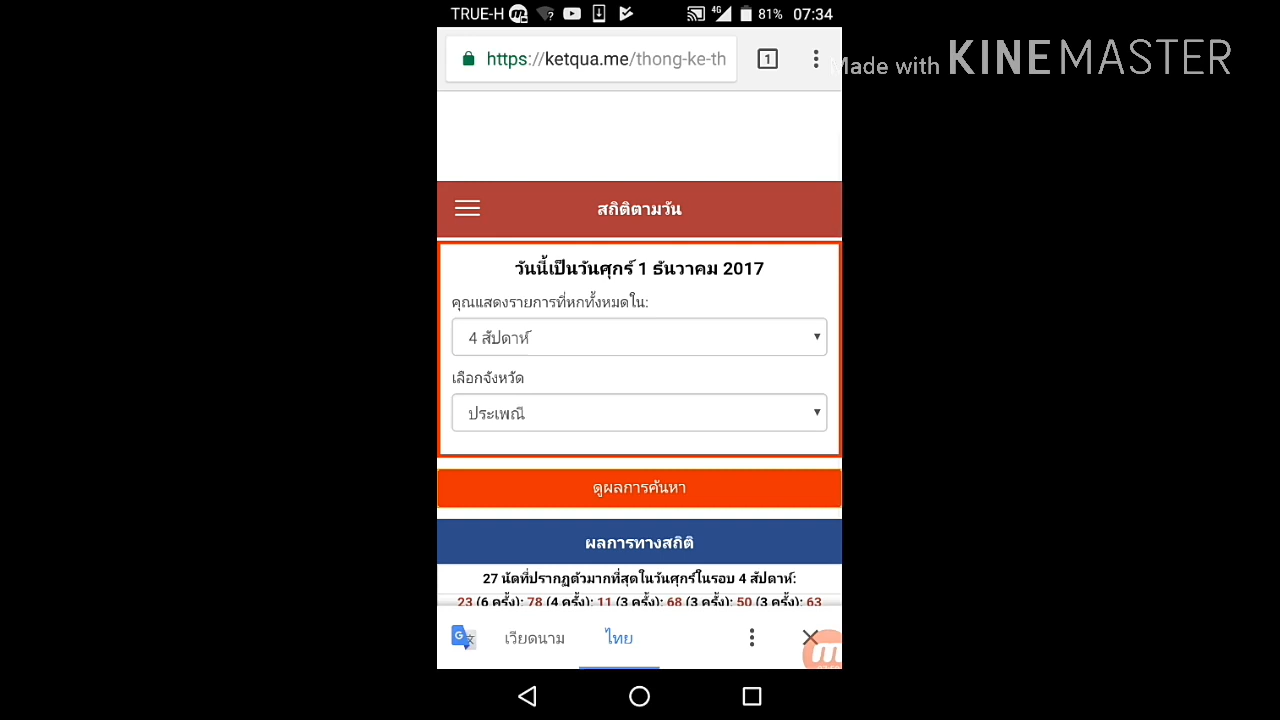 TRUE-H 4G 81% 07:34
https://ketqua.me/thong-ke-th 1
Made with KINEMASTER
สถิติตามวัน
วันนี้เป็นวันศุกร์ 1 ธันวาคม 2017
คุณแสดงรายการที่หกทั้งหมดใน:
4 สัปดาห์
เลือกจังหวัด
ประเพณี
ดูผลการค้นหา
ผลการทางสถิติ
27 นัดที่ปรากฏตัวมากที่สุดในวันศุกร์ในรอบ 4 สัปดาห์:
23 (6 ครั้ง); 78 (4 ครั้ง); 11 (3 ครั้ง); 68 (3 ครั้ง); 50 (3 ครั้ง); 63
เวียดนาม ไทย